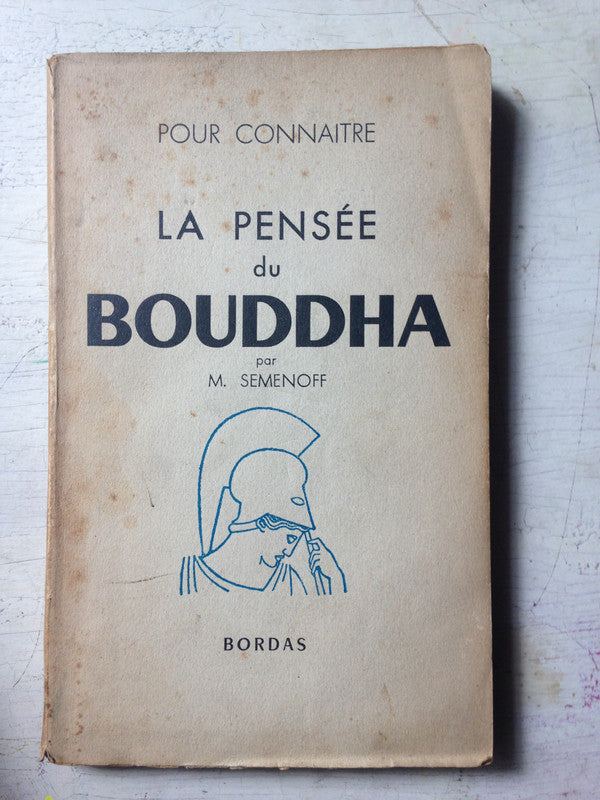 POUR CONNAITRE
LA PENSÉE
du
BOUDDHA
par
M. SEMENOFF
BORDAS